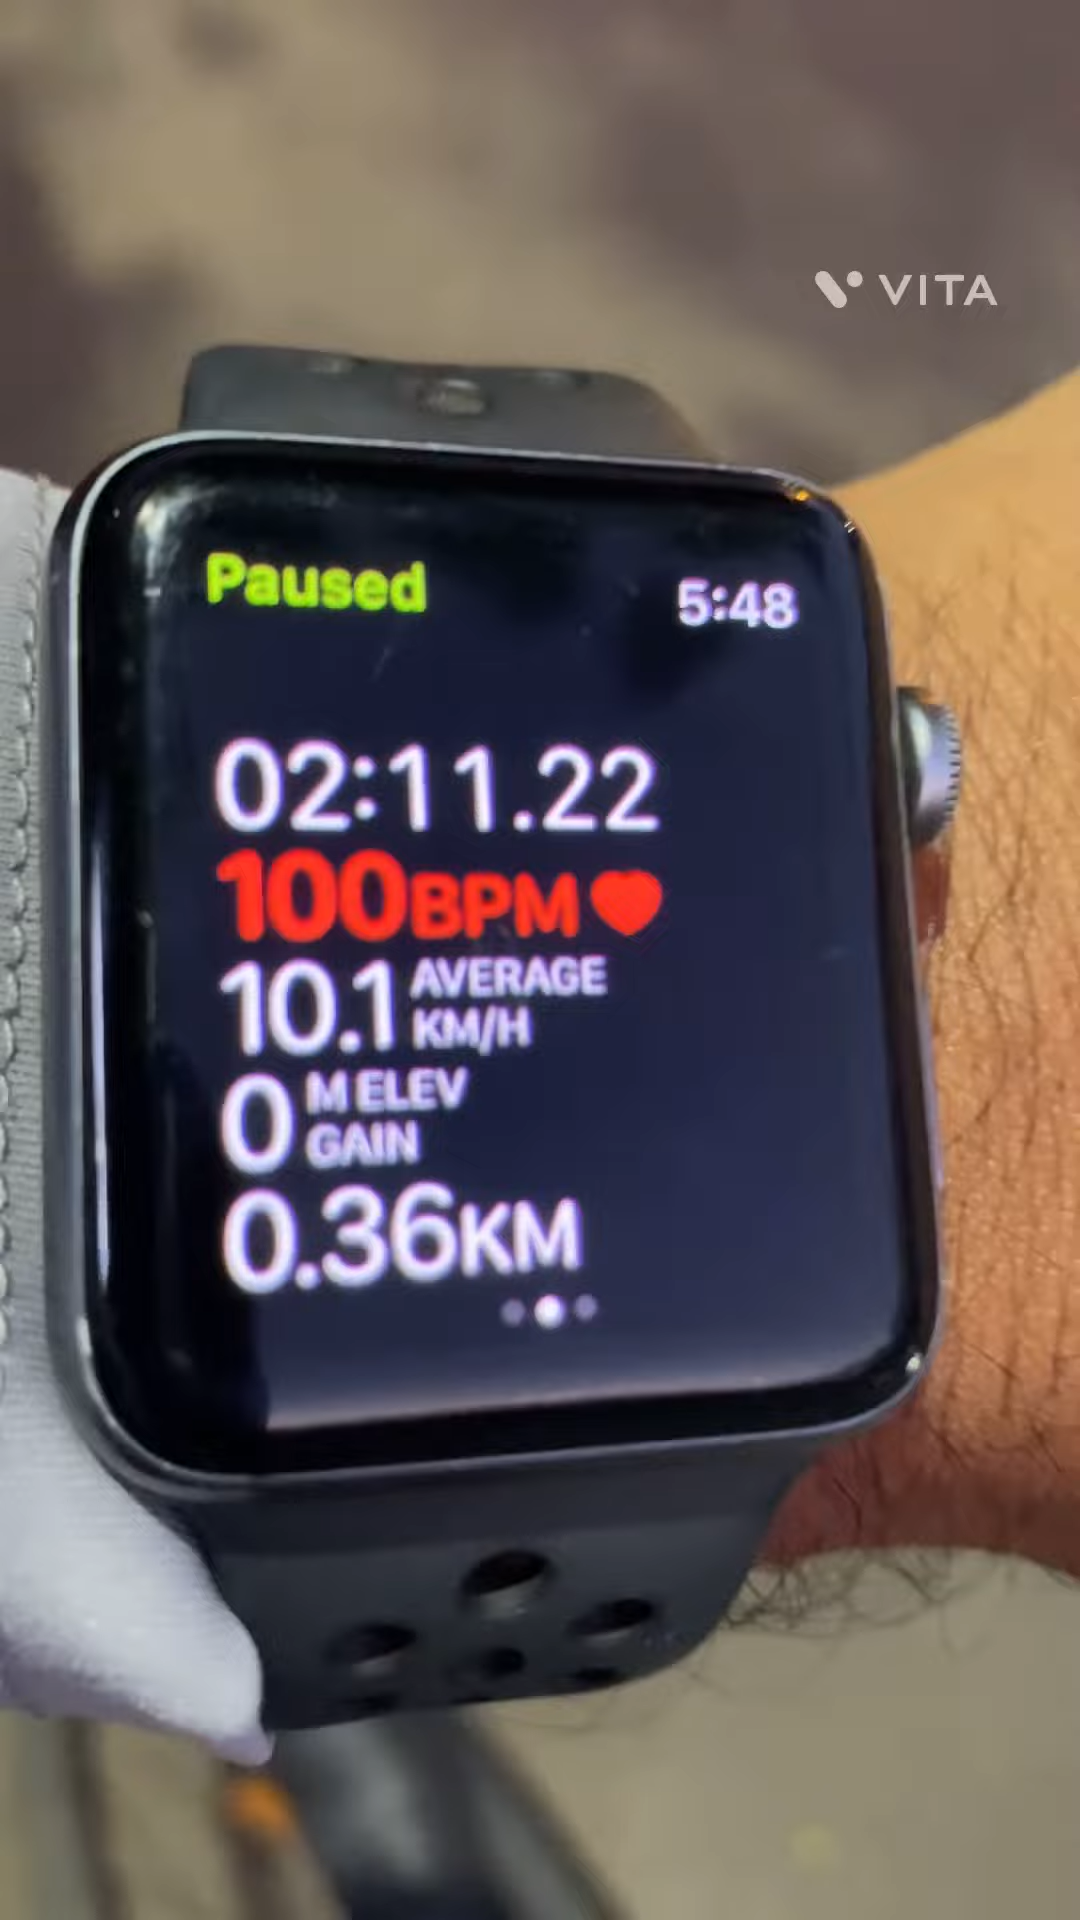 VITA
Paused
5:48
02:11.22
100BPM
10.1 AVERAGE
KM/H
0 M ELEV
GAIN
0.36KM